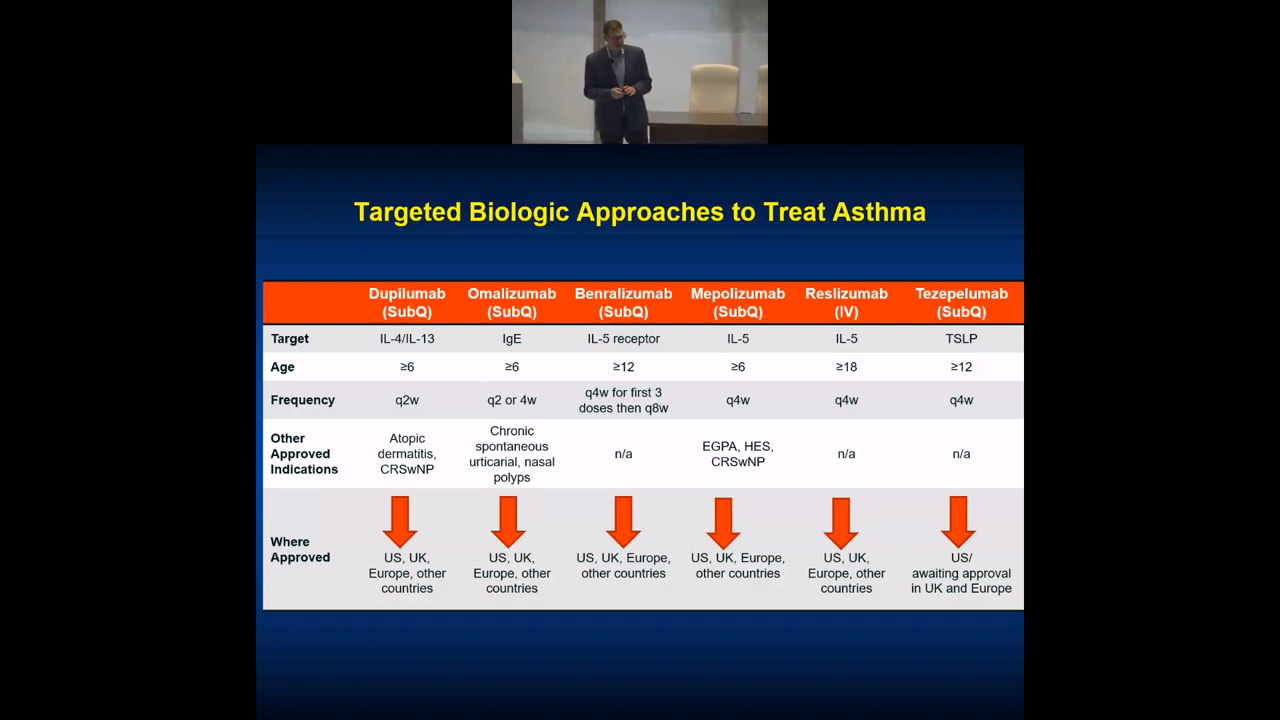 Targeted Biologic Approaches to Treat Asthma
Dupilumab Omalizumab Benralizumab Mepolizumab Reslizumab Tezepelumab
(SubQ) (SubQ) (SubQ) (SubQ) (IV) (SubQ)
Target IL-4/IL-13 IgE IL-5 receptor IL-5 IL-5 TSLP
Age ≥6 ≥6 ≥12 ≥6 ≥18 ≥12
Frequency q2w q2 or 4w q4w for first 3 doses then q8w q4w q4w q4w
Other Approved Indications Atopic dermatitis, CRSwNP Chronic spontaneous urticarial, nasal polyps n/a EGPA, HES, CRSwNP n/a n/a
Where Approved US, UK, Europe, other countries US, UK, Europe, other countries US, UK, Europe, other countries US, UK, Europe, other countries US, UK, Europe, other countries US/ awaiting approval in UK and Europe